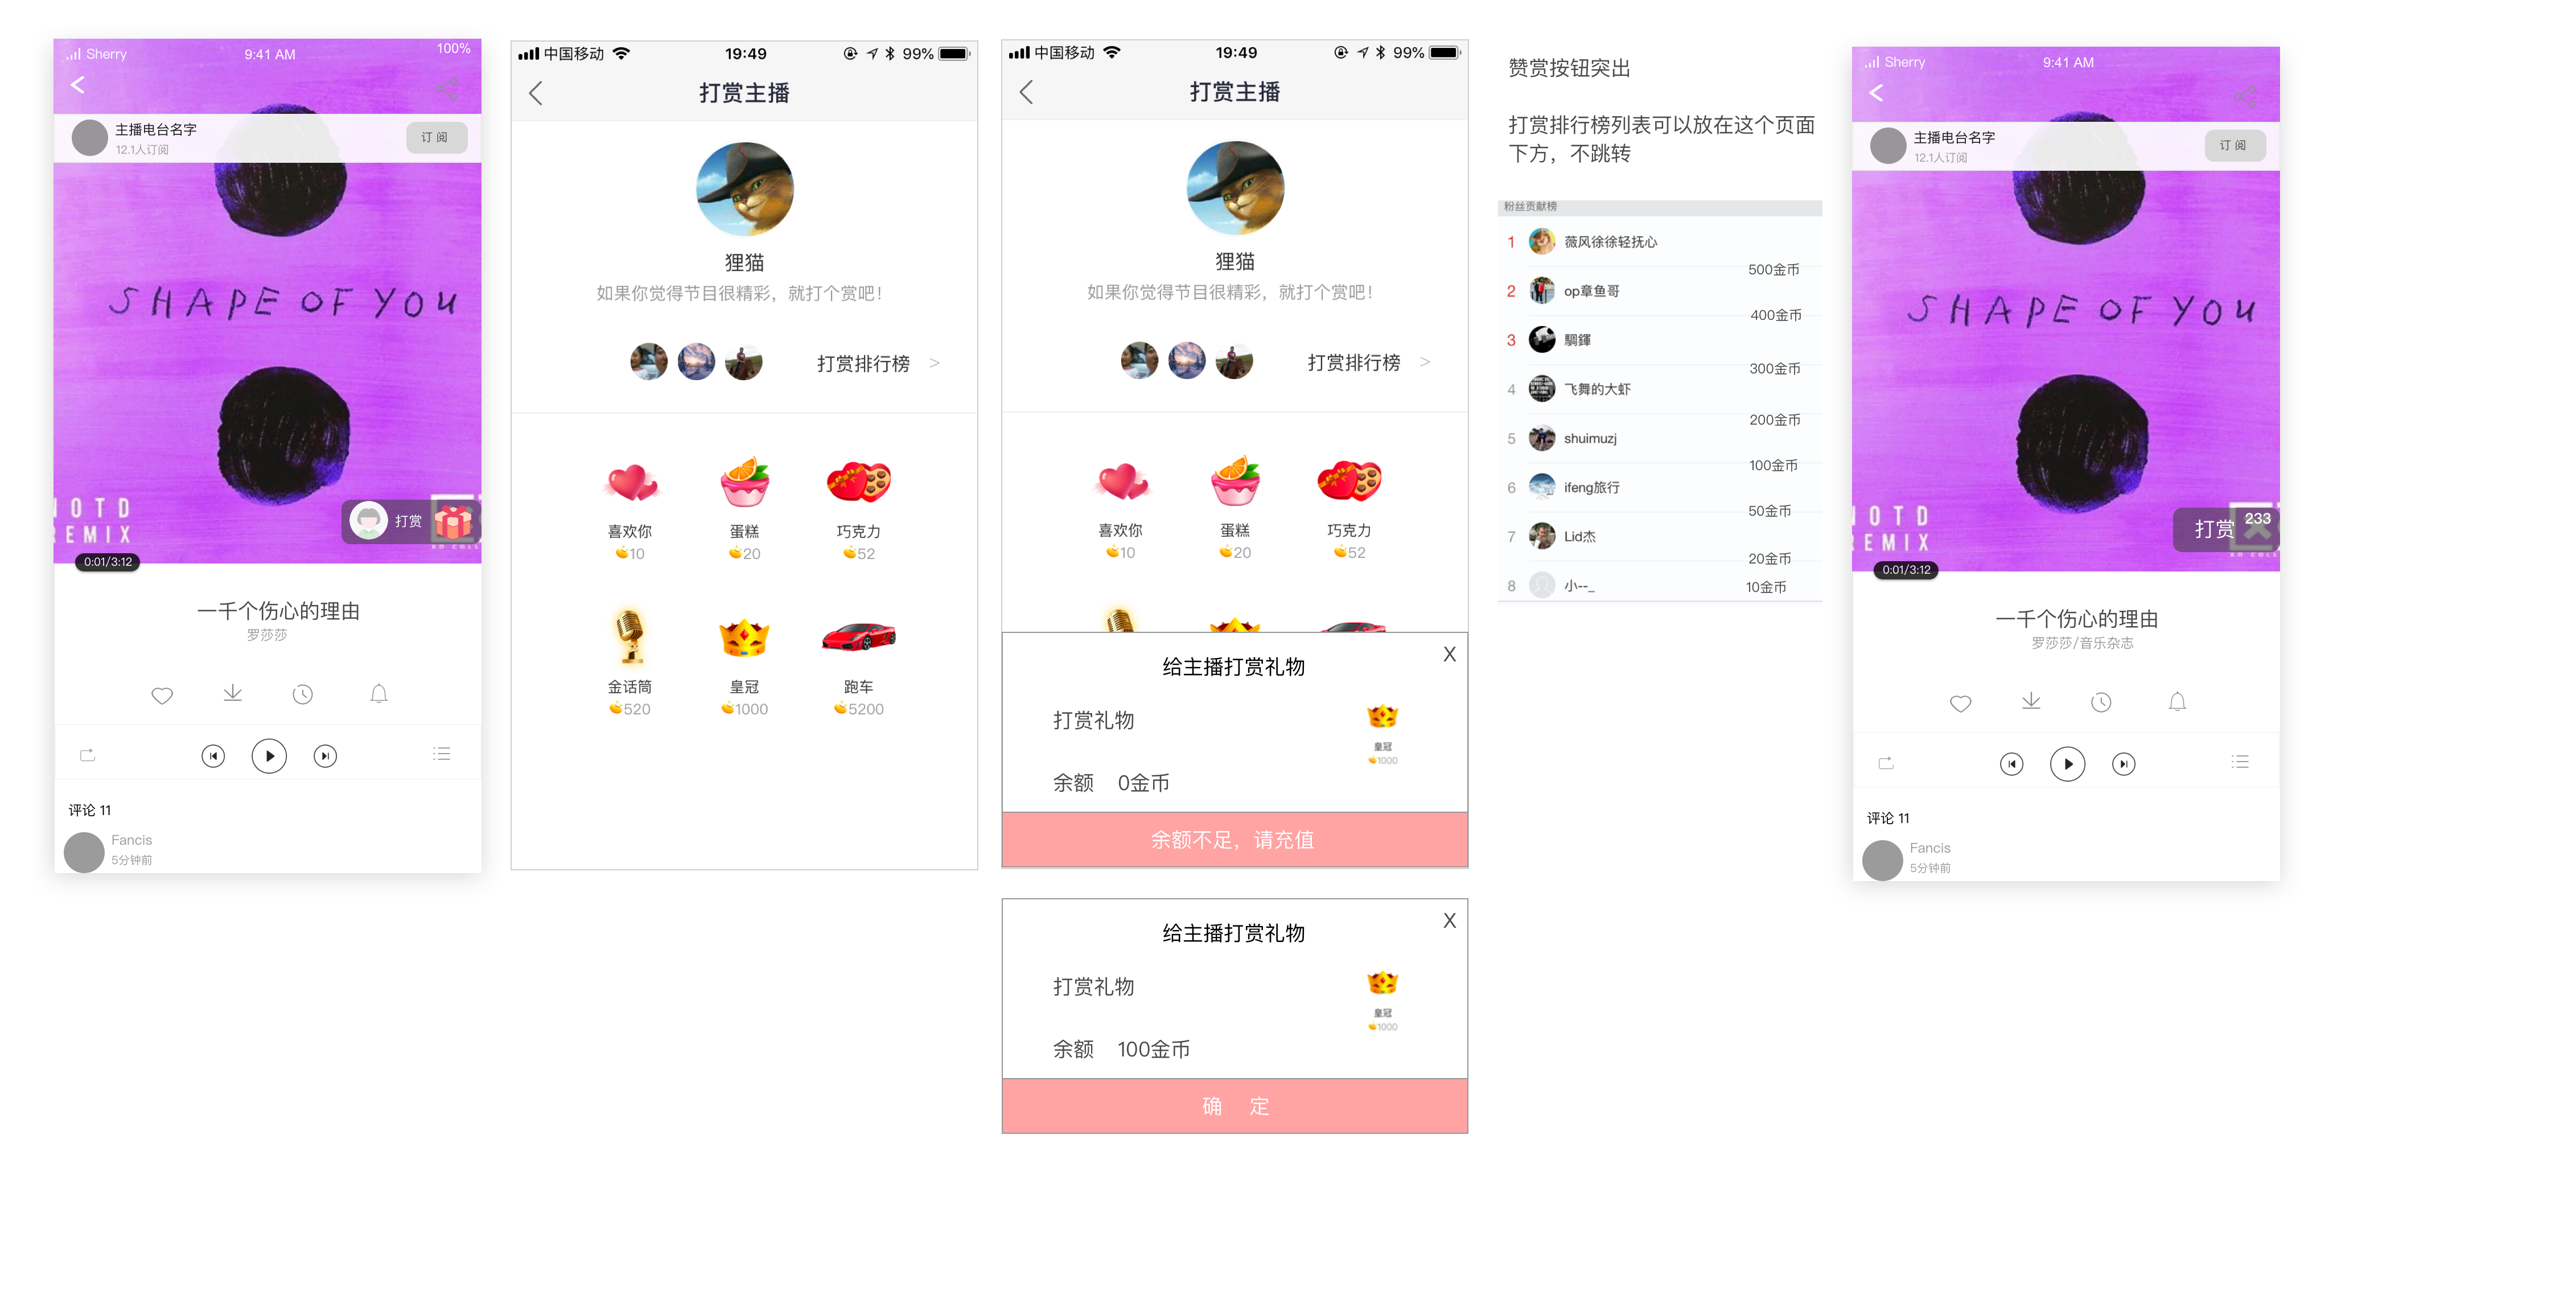 Sherry
9:41 AM
100%
主播电台名字
12.1人订阅
订 阅
SHAPE OF YOU
NOTD
REMIX
打赏
0:01/3:12
一千个伤心的理由
罗莎莎
评论 11
Fancis
5分钟前
中国移动
19:49
99%
打赏主播
狸猫
如果你觉得节目很精彩，就打个赏吧！
打赏排行榜 >
喜欢你 蛋糕 巧克力
10 20 52
金话筒 皇冠 跑车
520 1000 5200
中国移动
19:49
99%
打赏主播
狸猫
如果你觉得节目很精彩，就打个赏吧！
打赏排行榜 >
喜欢你 蛋糕 巧克力
10 20 52
X
给主播打赏礼物
打赏礼物
皇冠
1000
余额 0金币
余额不足，请充值
X
给主播打赏礼物
打赏礼物
皇冠
1000
余额 100金币
确 定
赞赏按钮突出
打赏排行榜列表可以放在这个页面
下方，不跳转
粉丝贡献榜
1 薇风徐徐轻抚心
500金币
2 op章鱼哥
400金币
3
300金币
4 飞舞的大虾
200金币
5 shuimuzj
100金币
6 ifeng旅行
50金币
7 Lid杰
20金币
8 小--_
10金币
Sherry
9:41 AM
主播电台名字
12.1人订阅
订 阅
SHAPE OF YOU
NOTD
REMIX
打赏
233
0:01/3:12
一千个伤心的理由
罗莎莎/音乐杂志
评论 11
Fancis
5分钟前